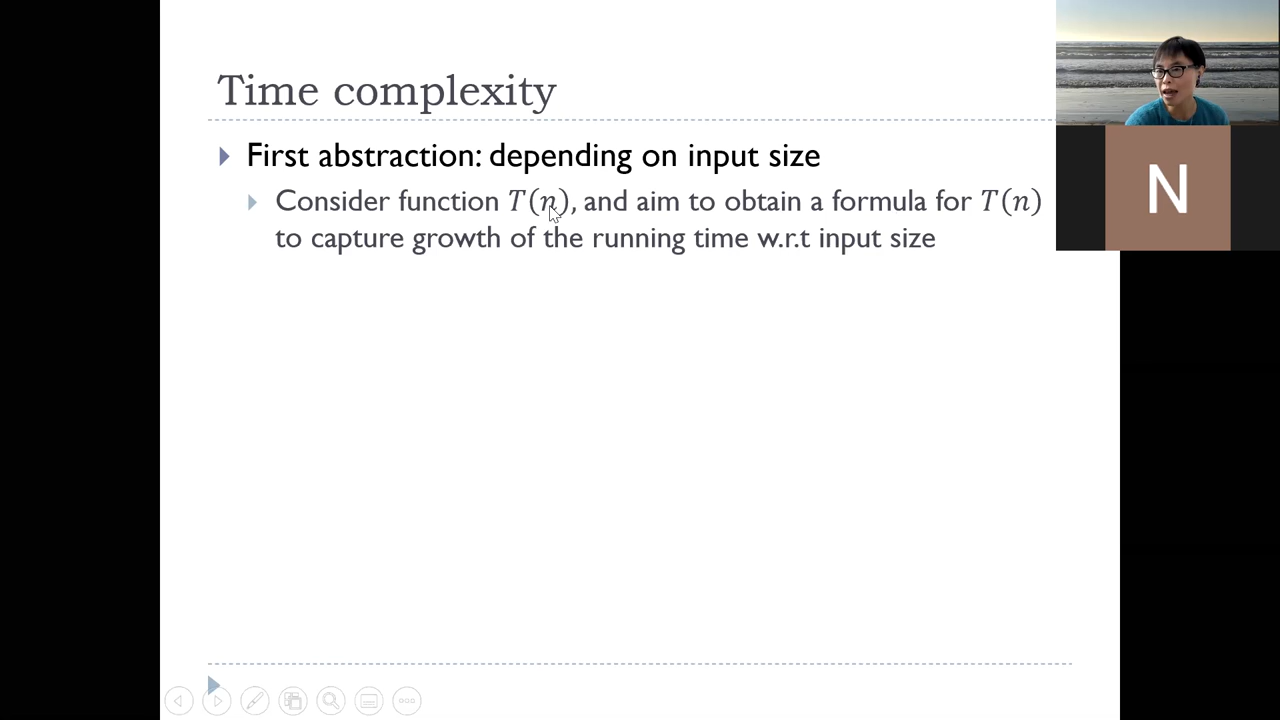 Time complexity
First abstraction: depending on input size
Consider function T(n), and aim to obtain a formula for T(n)
to capture growth of the running time w.r.t input size
N